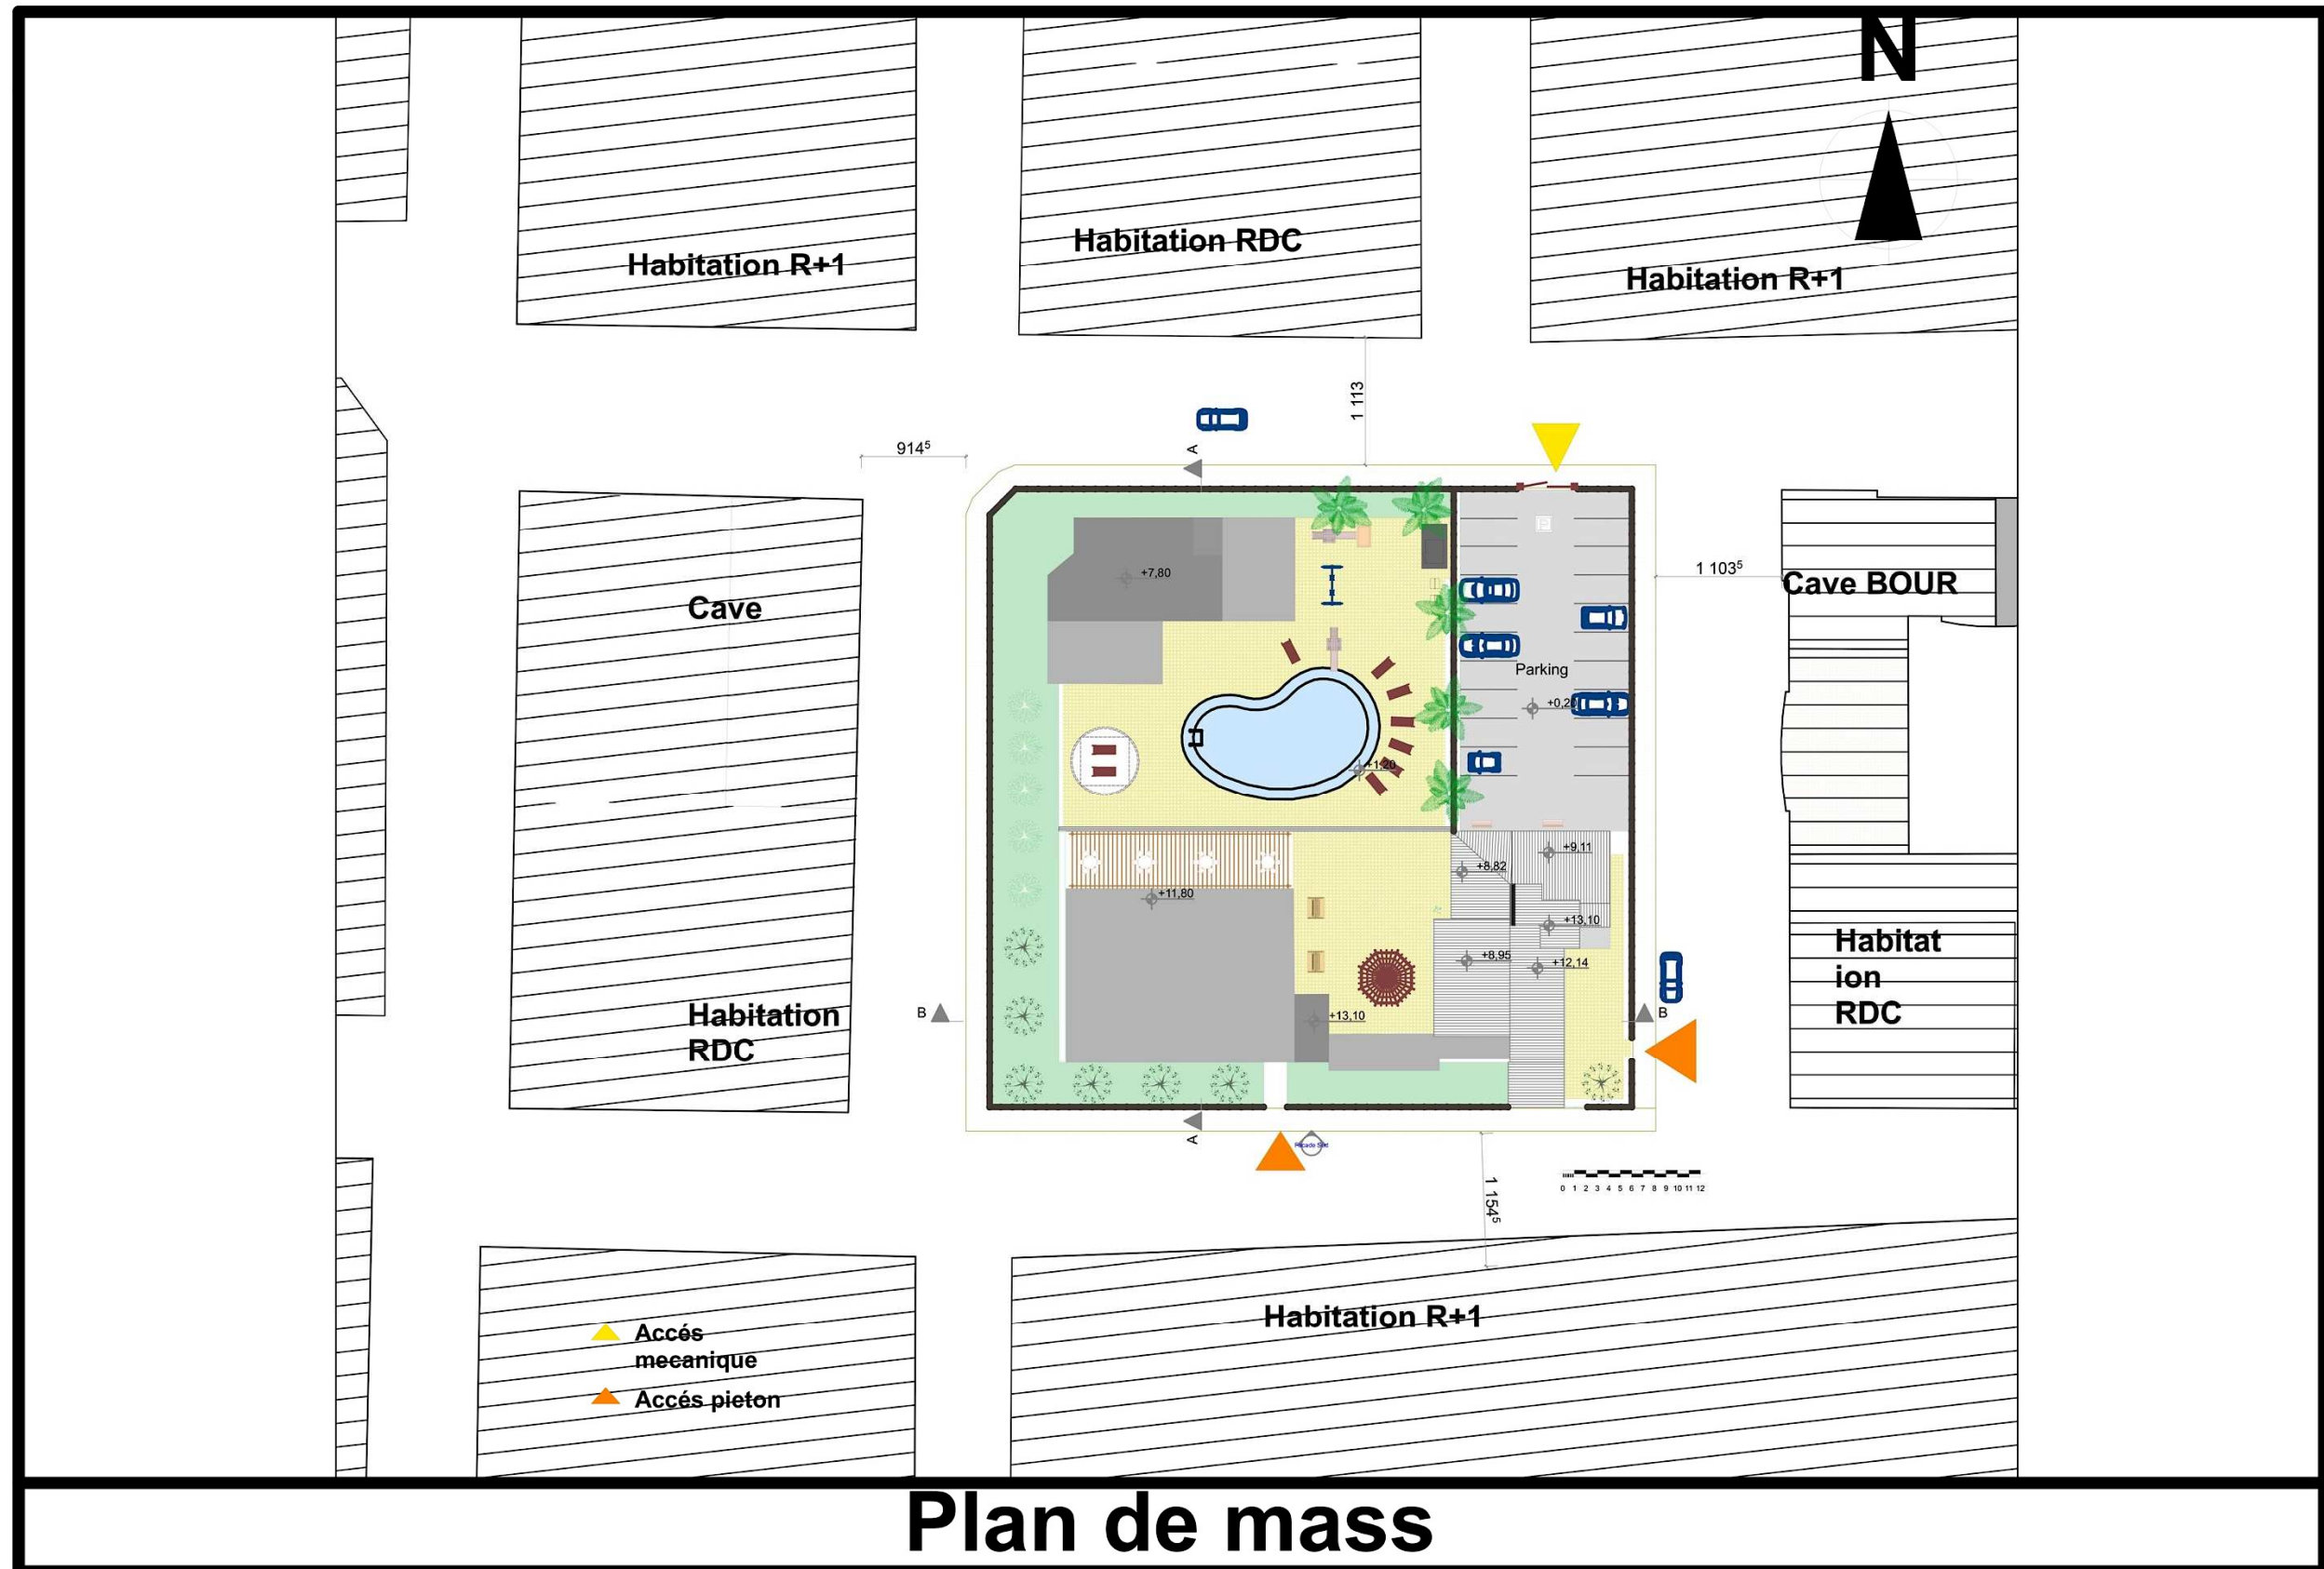 N
Habitation R+1
Habitation RDC
Habitation R+1
1 113
914⁵
A
P
1 103⁵
+7,80
Cave
Cave BOUR
Parking
+0,20
+1,20
+8,82
+9,11
+11,80
+13,10
+8,95
+12,14
Habitat
ion
RDC
Habitation
RDC
B
+13,10
B
A
Facade Sud
1 154⁵
0 1 2 3 4 5 6 7 8 9 10 11 12
Habitation R+1
Accés
mecanique
Accés pieton
Plan de mass